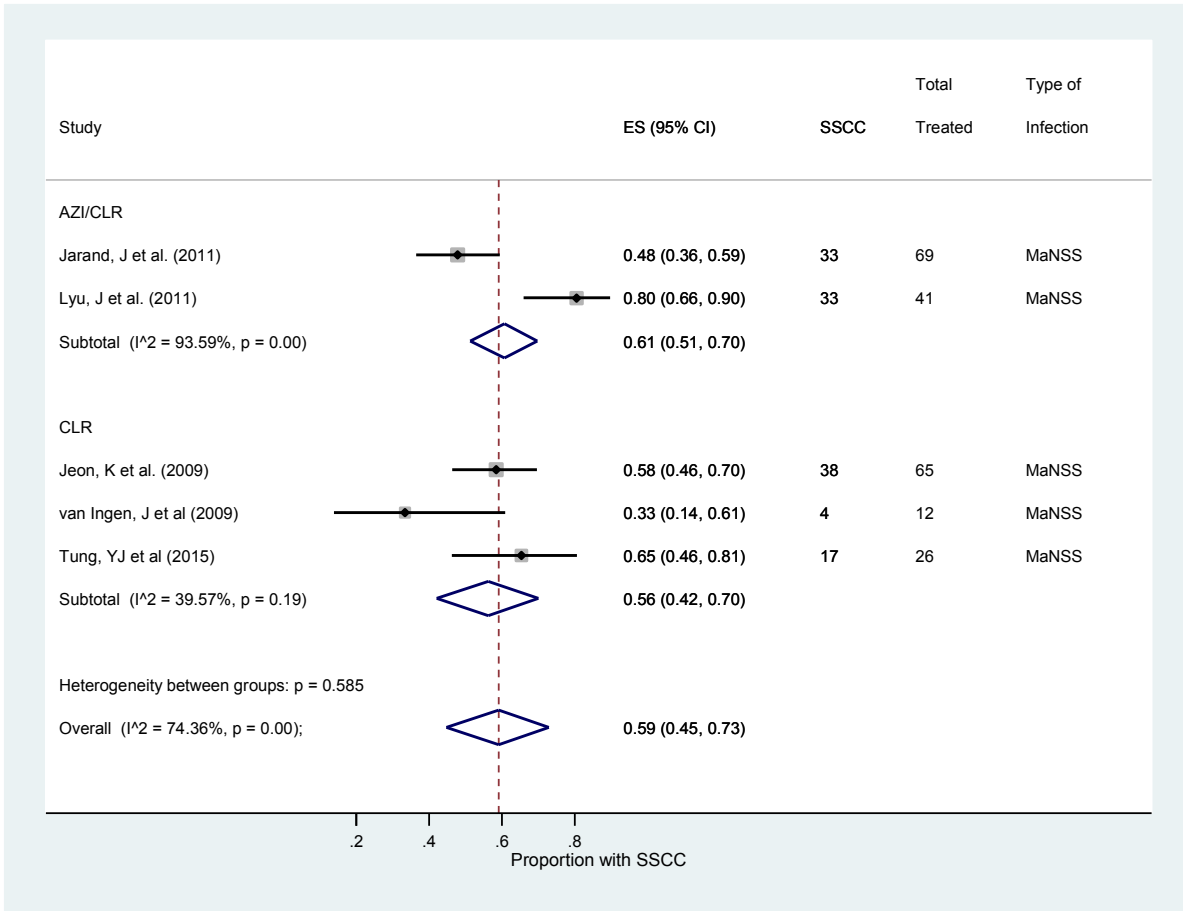 Total Type of
Study ES (95% CI) SSCC Treated Infection
AZI/CLR
Jarand, J et al. (2011) 0.48 (0.36, 0.59) 33 69 MaNSS
Lyu, J et al. (2011) 0.80 (0.66, 0.90) 33 41 MaNSS
Subtotal (I^2 = 93.59%, p = 0.00) 0.61 (0.51, 0.70)
CLR
Jeon, K et al. (2009) 0.58 (0.46, 0.70) 38 65 MaNSS
van Ingen, J et al (2009) 0.33 (0.14, 0.61) 4 12 MaNSS
Tung, YJ et al (2015) 0.65 (0.46, 0.81) 17 26 MaNSS
Subtotal (I^2 = 39.57%, p = 0.19) 0.56 (0.42, 0.70)
Heterogeneity between groups: p = 0.585
Overall (I^2 = 74.36%, p = 0.00); 0.59 (0.45, 0.73)
.2 .4 .6 .8
Proportion with SSCC